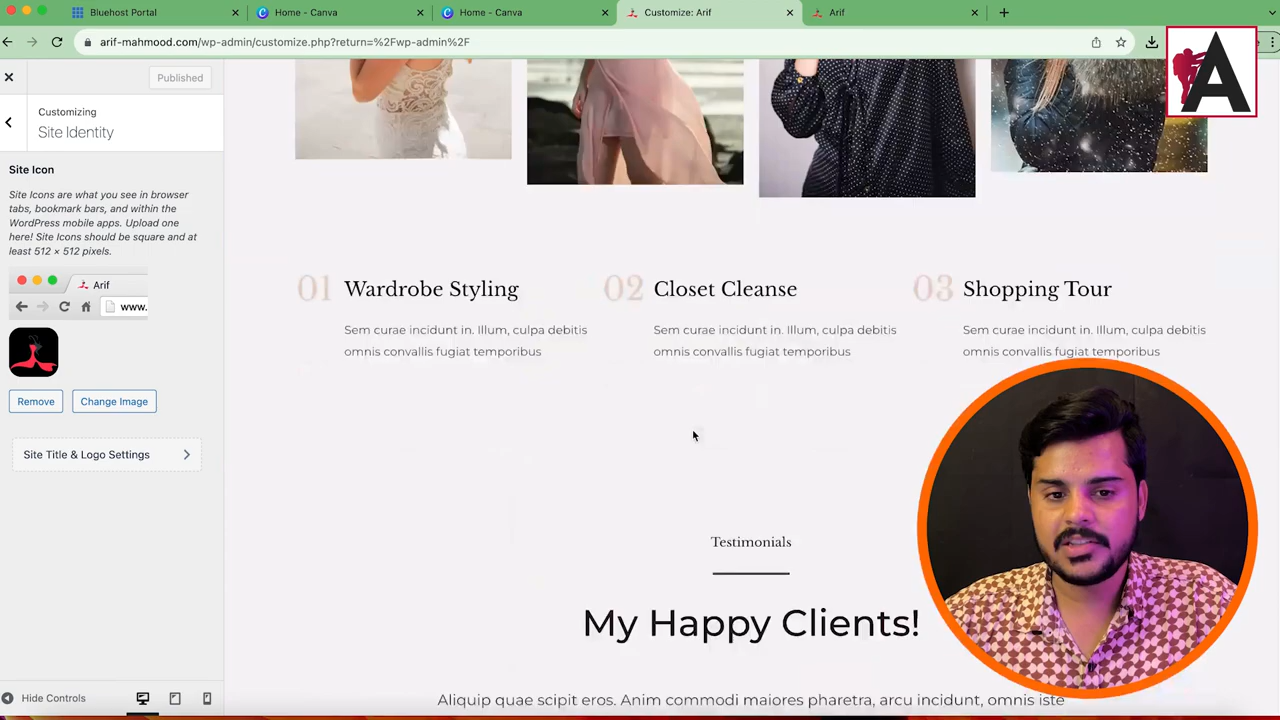 Bluehost Portal
Home - Canva
Home - Canva
Customize: Arif
Arif
arif-mahmood.com/wp-admin/customize.php?return=%2Fwp-admin%2F
A
Published
Customizing
Site Identity
Site Icon
Site Icons are what you see in browser
tabs, bookmark bars, and within the
WordPress mobile apps. Upload one
here! Site Icons should be square and at
least 512 × 512 pixels.
Arif
www.
Remove
Change Image
Site Title & Logo Settings
Hide Controls
01 Wardrobe Styling
Sem curae incidunt in. Illum, culpa debitis
omnis convallis fugiat temporibus
02 Closet Cleanse
Sem curae incidunt in. Illum, culpa debitis
omnis convallis fugiat temporibus
03 Shopping Tour
Sem curae incidunt in. Illum, culpa debitis
omnis convallis fugiat temporibus
Testimonials
My Happy Clients!
Aliquip quae scipit eros. Anim commodi maiores pharetra, arcu incidunt, omnis iste